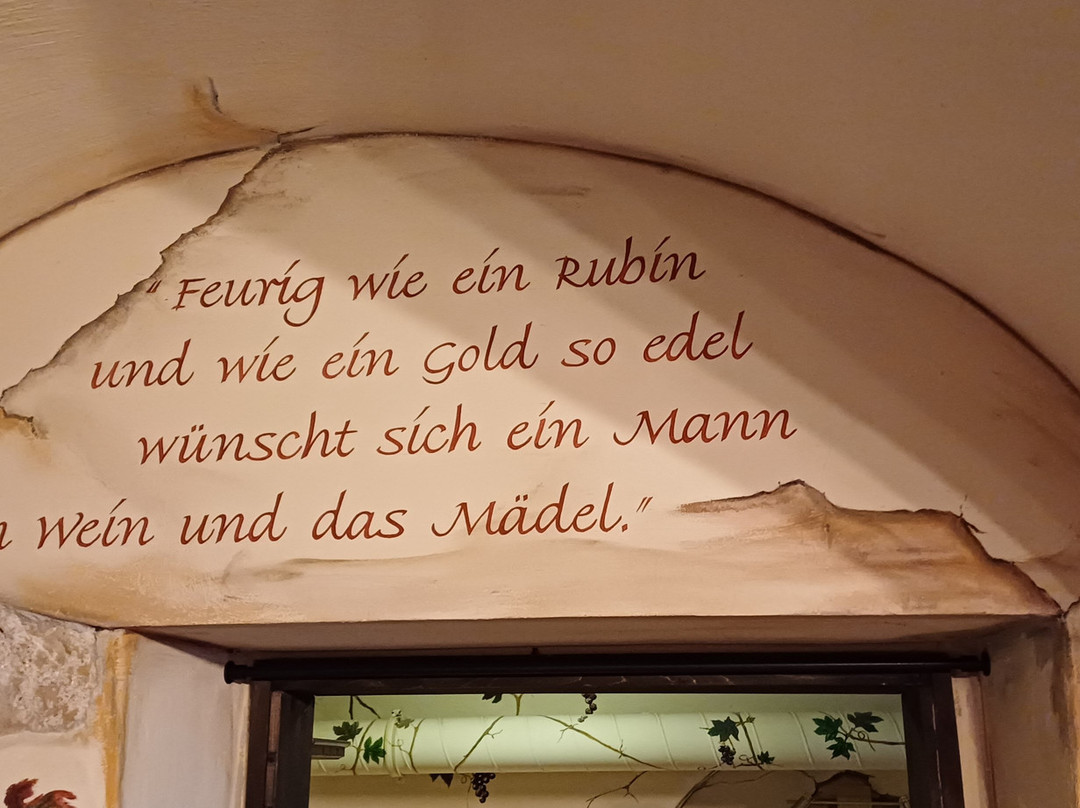 "Feurig wie ein Rubin
und wie ein Gold so edel
wünscht sich ein Mann
Wein und das Mädel."